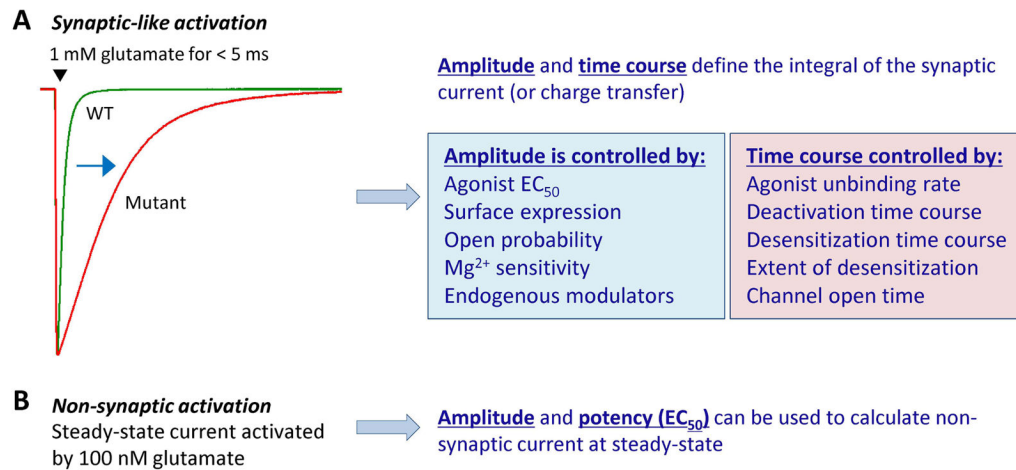 A Synaptic-like activation
1 mM glutamate for < 5 ms
WT
Mutant
Amplitude and time course define the integral of the synaptic
current (or charge transfer)
Amplitude is controlled by:
Agonist EC₅₀
Surface expression
Open probability
Mg²⁺ sensitivity
Endogenous modulators
Time course controlled by:
Agonist unbinding rate
Deactivation time course
Desensitization time course
Extent of desensitization
Channel open time
B Non-synaptic activation
Steady-state current activated
by 100 nM glutamate
Amplitude and potency (EC₅₀) can be used to calculate non-
synaptic current at steady-state